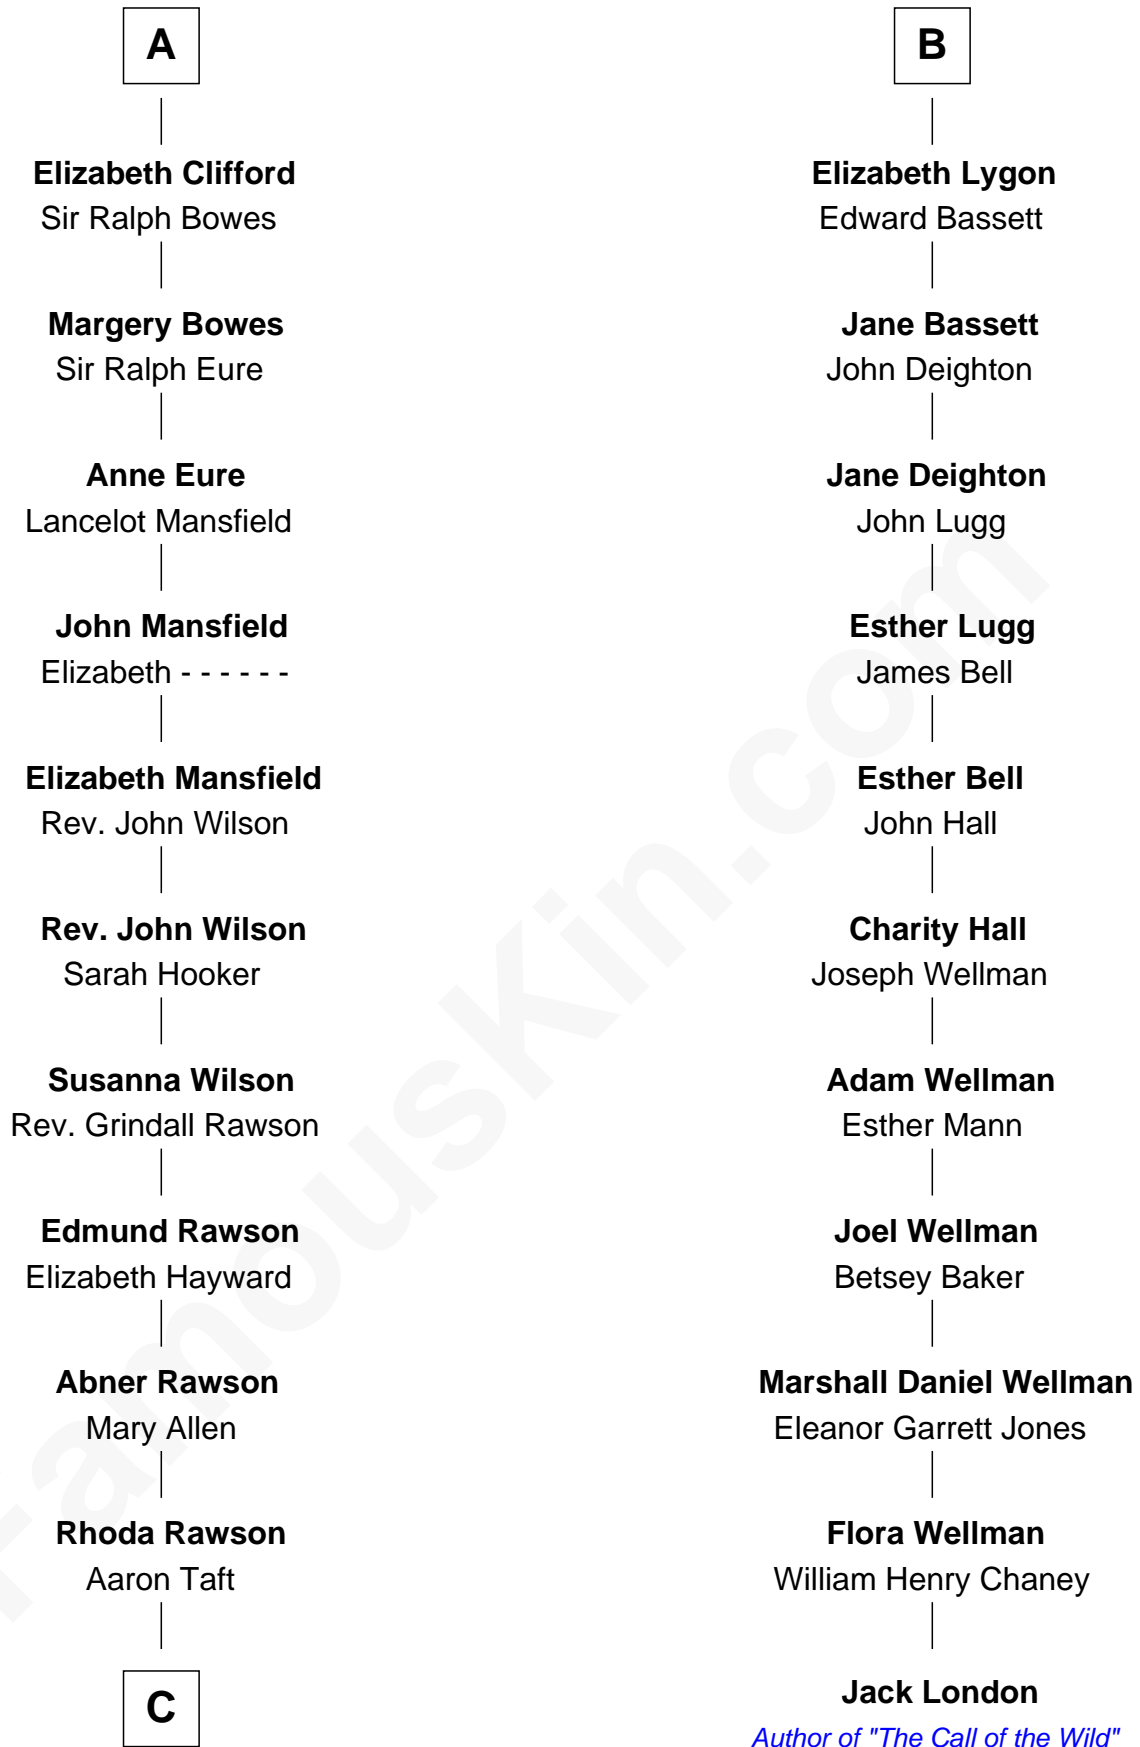 A
Elizabeth Clifford
Sir Ralph Bowes
Margery Bowes
Sir Ralph Eure
Anne Eure
Lancelot Mansfield
John Mansfield
Elizabeth - - - - - -
Elizabeth Mansfield
Rev. John Wilson
Rev. John Wilson
Sarah Hooker
Susanna Wilson
Rev. Grindall Rawson
Edmund Rawson
Elizabeth Hayward
Abner Rawson
Mary Allen
Rhoda Rawson
Aaron Taft
C
B
Elizabeth Lygon
Edward Bassett
Jane Bassett
John Deighton
Jane Deighton
John Lugg
Esther Lugg
James Bell
Esther Bell
John Hall
Charity Hall
Joseph Wellman
Adam Wellman
Esther Mann
Joel Wellman
Betsey Baker
Marshall Daniel Wellman
Eleanor Garrett Jones
Flora Wellman
William Henry Chaney
Jack London
Author of "The Call of the Wild"
FamousKin.com